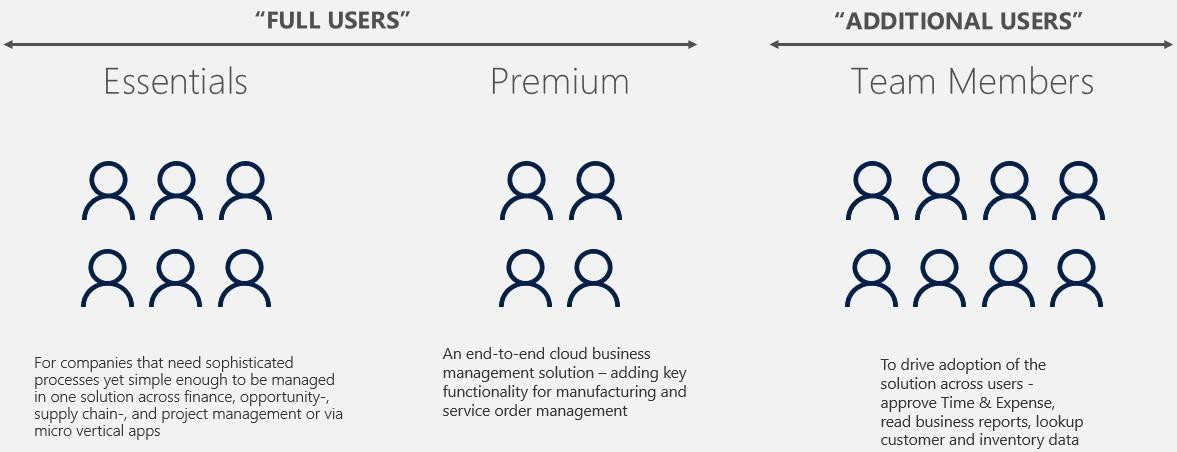 “FULL USERS”
“ADDITIONAL USERS”
Essentials
Premium
Team Members
For companies that need sophisticated
processes yet simple enough to be managed
in one solution across finance, opportunity-,
supply chain-, and project management or via
micro vertical apps
An end-to-end cloud business
management solution – adding key
functionality for manufacturing and
service order management
To drive adoption of the
solution across users -
approve Time & Expense,
read business reports, lookup
customer and inventory data